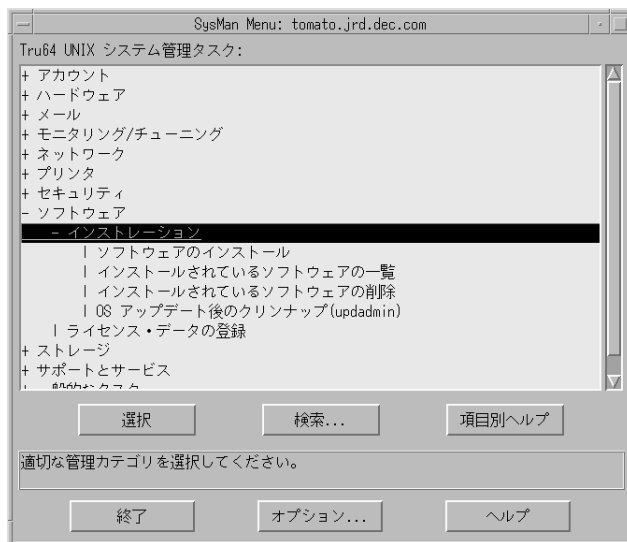 SysMan Menu: tomato.jrd.dec.com
Tru64 UNIX システム管理タスク:
+ アカウント
+ ハードウェア
+ メール
+ モニタリング/チューニング
+ ネットワーク
+ プリンタ
+ セキュリティ
- ソフトウェア
- インストレーション
| ソフトウェアのインストール
| インストールされているソフトウェアの一覧
| インストールされているソフトウェアの削除
| OS アップデート後のクリンナップ(updadmin)
| ライセンス・データの登録
+ ストレージ
+ サポートとサービス
選択 検索... 項目別ヘルプ
適切な管理カテゴリを選択してください。
終了 オプション... ヘルプ